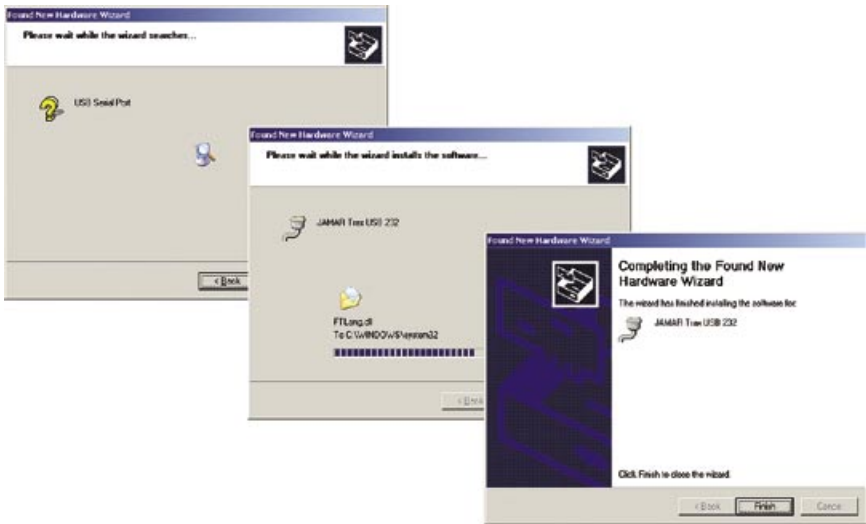 Found New Hardware Wizard
Please wait while the wizard searches...
USB Serial Port
< Back
Found New Hardware Wizard
Please wait while the wizard installs the software...
JAMAR Trax USB 232
FTLang.dll
To C:\WINDOWS\system32
< Back
Found New Hardware Wizard
Completing the Found New
Hardware Wizard
The wizard has finished installing the software for:
JAMAR Trax USB 232
Click Finish to close the wizard.
< Back
Finish
Cancel